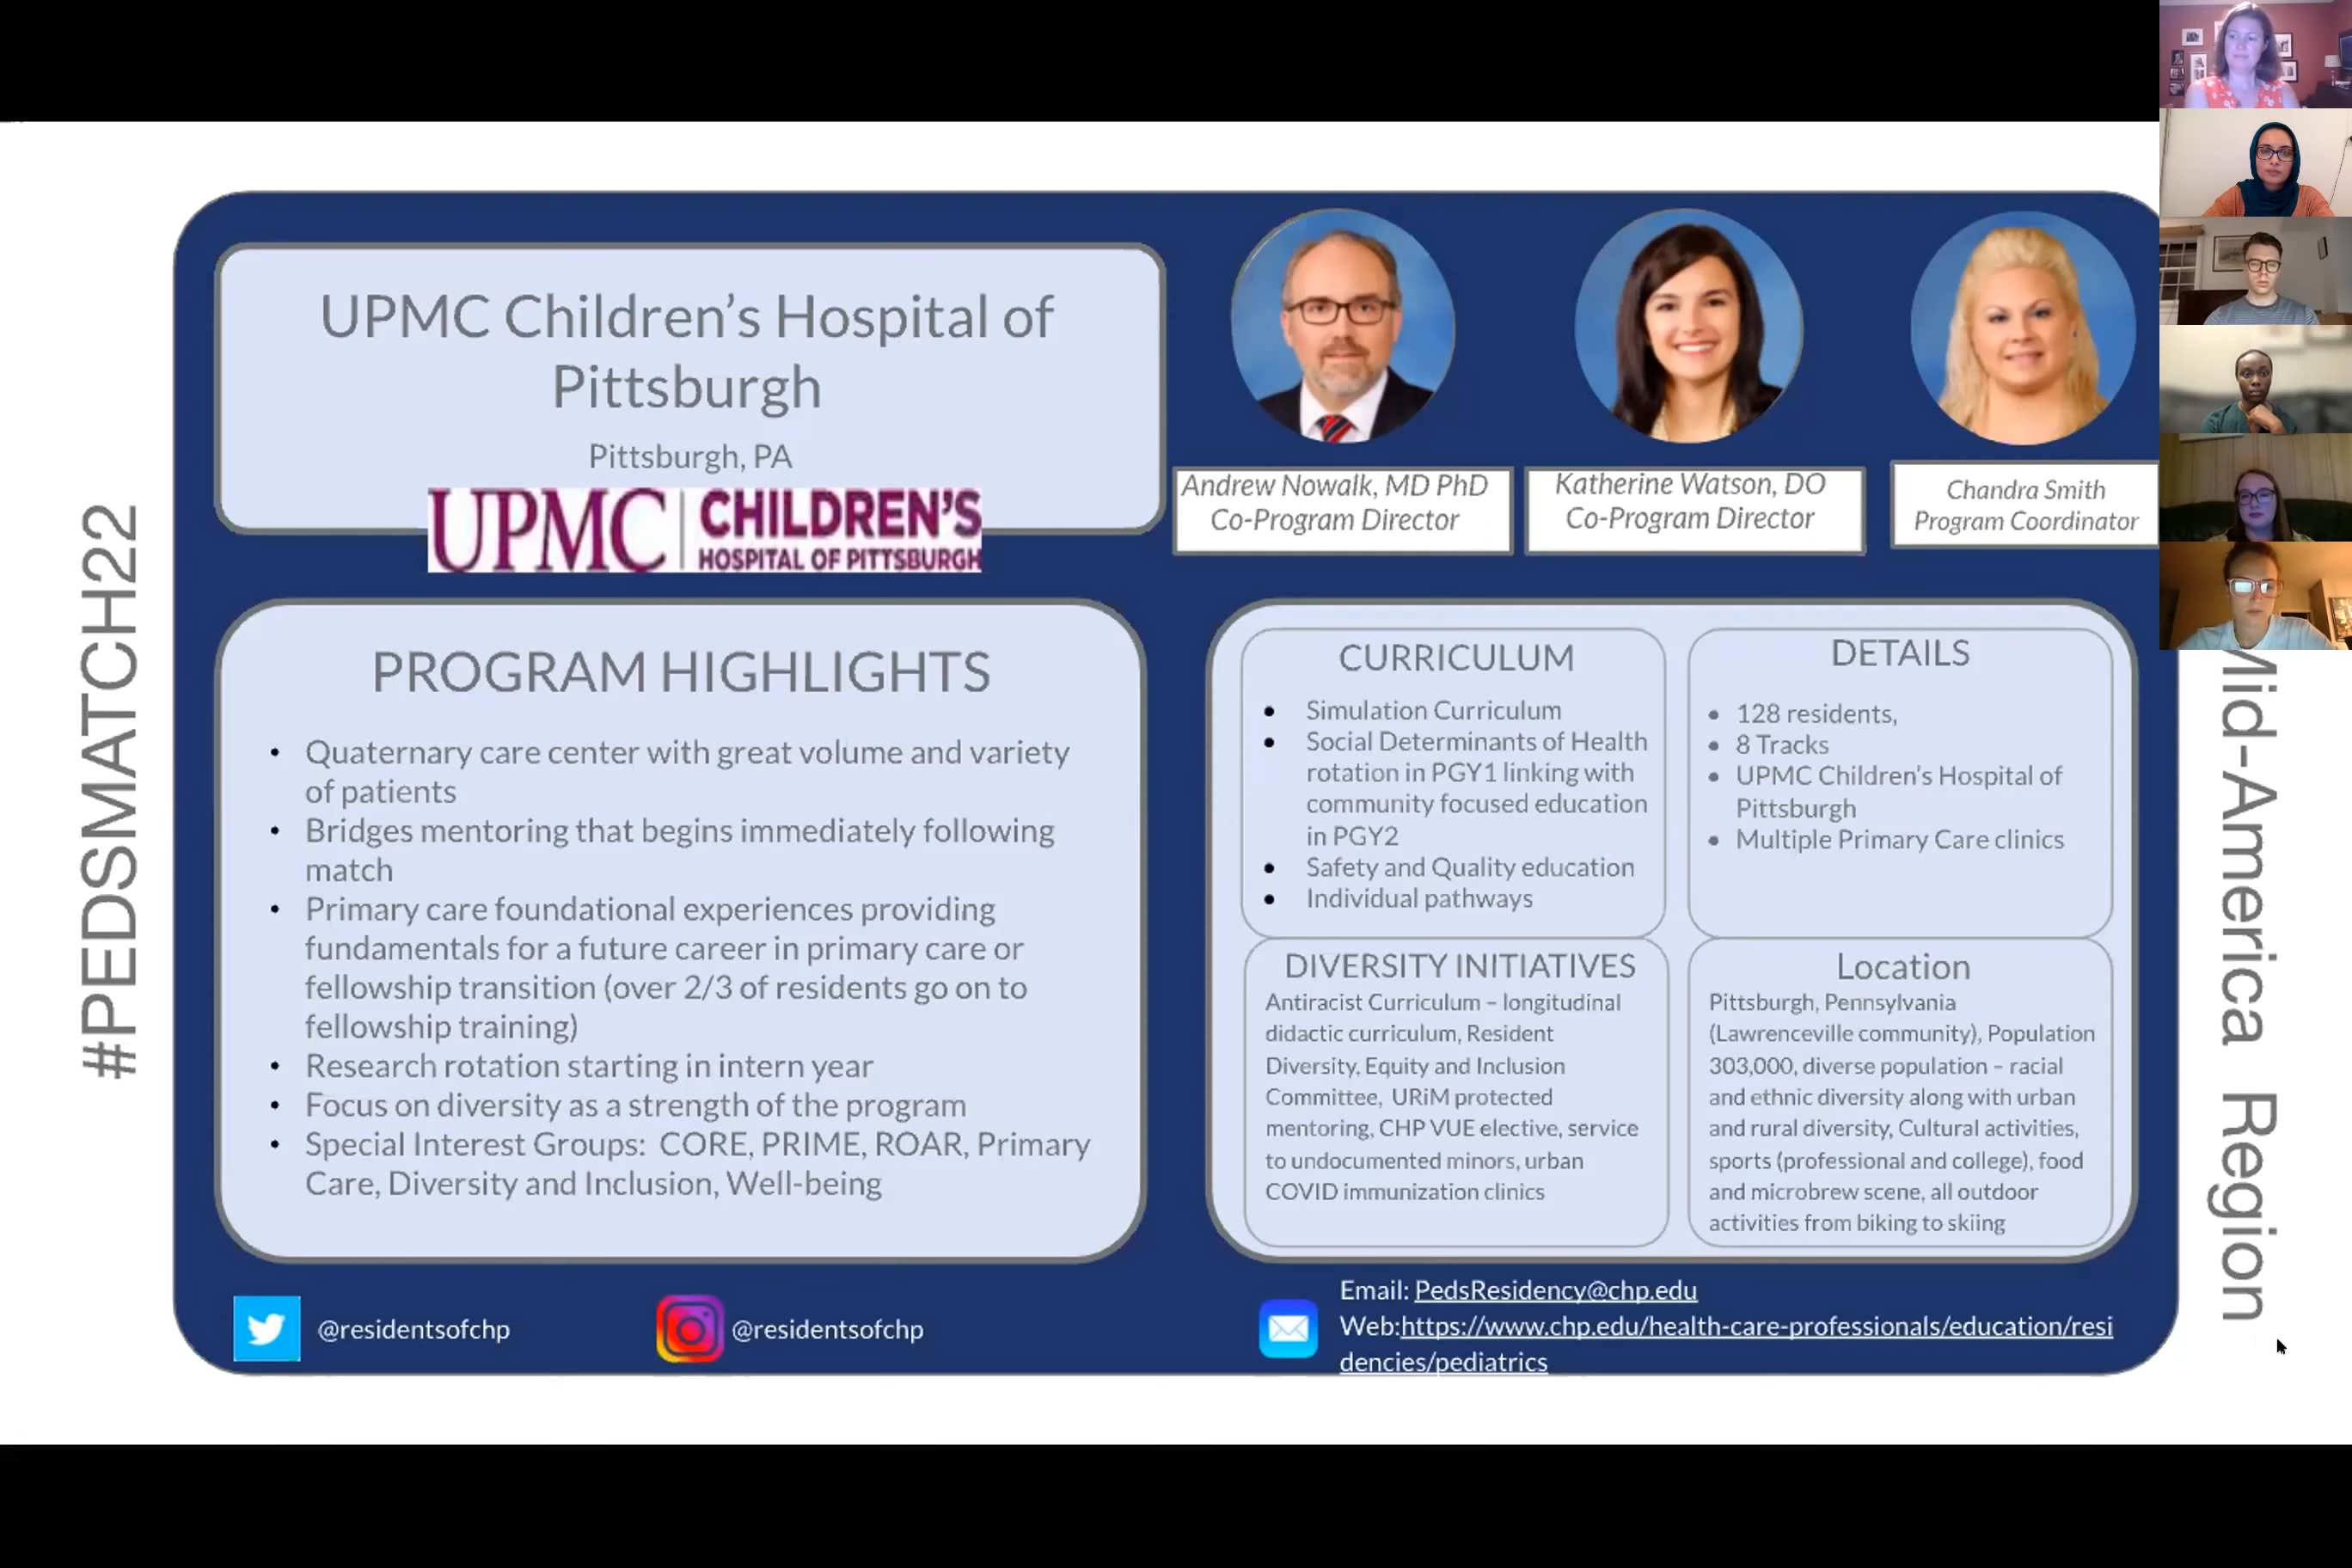 #PEDSMATCH22
UPMC Children's Hospital of
Pittsburgh
Pittsburgh, PA
UPMC | CHILDREN'S
HOSPITAL OF PITTSBURGH
Andrew Nowalk, MD PhD
Co-Program Director
Katherine Watson, DO
Co-Program Director
Chandra Smith
Program Coordinator
PROGRAM HIGHLIGHTS
• Quaternary care center with great volume and variety
of patients
• Bridges mentoring that begins immediately following
match
• Primary care foundational experiences providing
fundamentals for a future career in primary care or
fellowship transition (over 2/3 of residents go on to
fellowship training)
• Research rotation starting in intern year
• Focus on diversity as a strength of the program
• Special Interest Groups: CORE, PRIME, ROAR, Primary
Care, Diversity and Inclusion, Well-being
CURRICULUM
• Simulation Curriculum
• Social Determinants of Health
rotation in PGY1 linking with
community focused education
in PGY2
• Safety and Quality education
• Individual pathways
DETAILS
• 128 residents,
• 8 Tracks
• UPMC Children's Hospital of
Pittsburgh
• Multiple Primary Care clinics
DIVERSITY INITIATIVES
Antiracist Curriculum – longitudinal
didactic curriculum, Resident
Diversity, Equity and Inclusion
Committee, URiM protected
mentoring, CHP VUE elective, service
to undocumented minors, urban
COVID immunization clinics
Location
Pittsburgh, Pennsylvania
(Lawrenceville community), Population
303,000, diverse population – racial
and ethnic diversity along with urban
and rural diversity, Cultural activities,
sports (professional and college), food
and microbrew scene, all outdoor
activities from biking to skiing
@residentsofchp
@residentsofchp
Email: PedsResidency@chp.edu
Web:https://www.chp.edu/health-care-professionals/education/resi
dencies/pediatrics
Mid-America Region